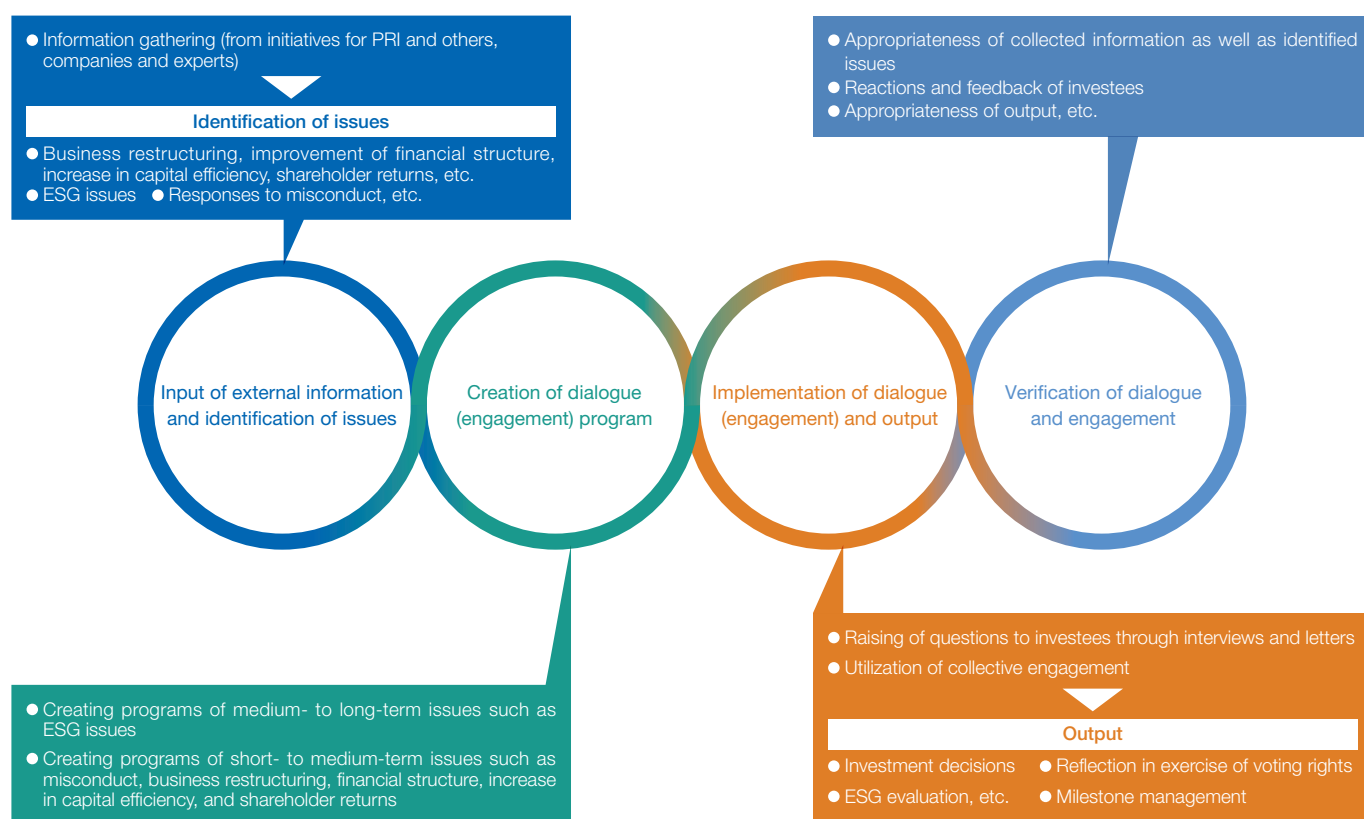 ● Information gathering (from initiatives for PRI and others,
companies and experts)
Identification of issues
● Business restructuring, improvement of financial structure,
increase in capital efficiency, shareholder returns, etc.
● ESG issues ● Responses to misconduct, etc.
● Appropriateness of collected information as well as identified
issues
● Reactions and feedback of investees
● Appropriateness of output, etc.
Input of external information
and identification of issues
Creation of dialogue
(engagement) program
Implementation of dialogue
(engagement) and output
Verification of dialogue
and engagement
● Creating programs of medium- to long-term issues such as
ESG issues
● Creating programs of short- to medium-term issues such as
misconduct, business restructuring, financial structure, increase
in capital efficiency, and shareholder returns
● Raising of questions to investees through interviews and letters
● Utilization of collective engagement
Output
● Investment decisions ● Reflection in exercise of voting rights
● ESG evaluation, etc. ● Milestone management